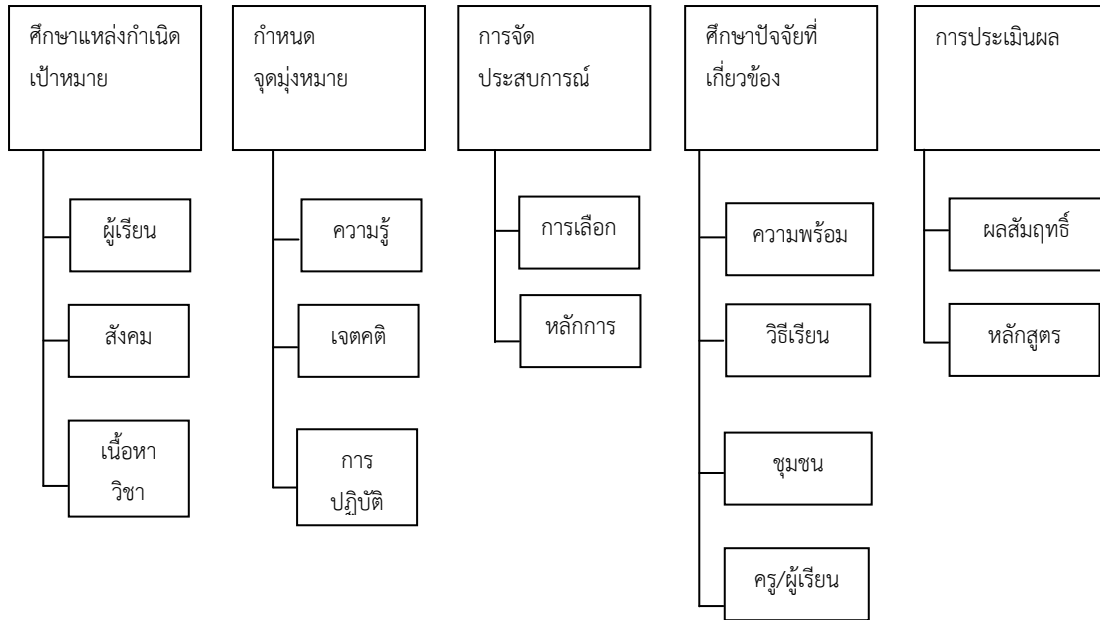 ศึกษาแหล่งกำเนิด
เป้าหมาย
ผู้เรียน
สังคม
เนื้อหา
วิชา
กำหนด
จุดมุ่งหมาย
ความรู้
เจตคติ
การ
ปฏิบัติ
การจัด
ประสบการณ์
การเลือก
หลักการ
ศึกษาปัจจัยที่
เกี่ยวข้อง
ความพร้อม
วิธีเรียน
ชุมชน
ครู/ผู้เรียน
การประเมินผล
ผลสัมฤทธิ์
หลักสูตร